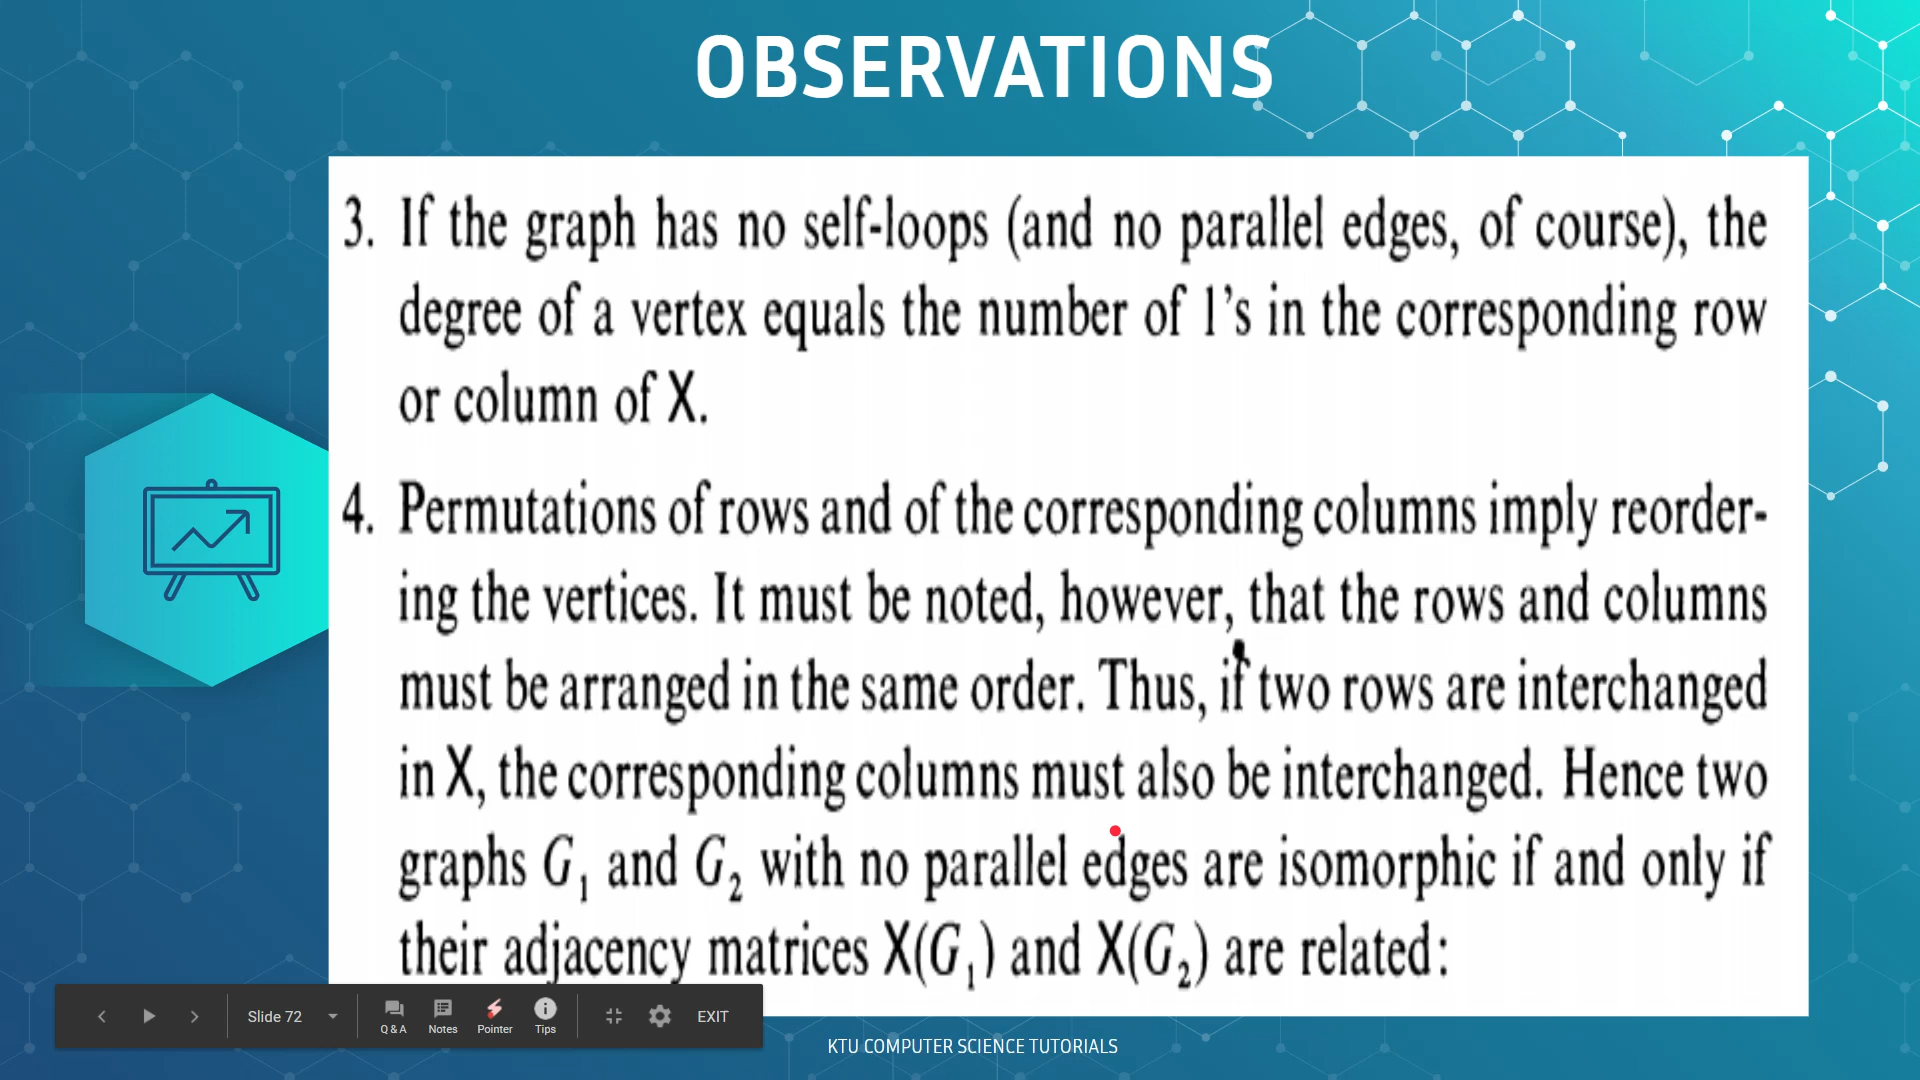 OBSERVATIONS
3. If the graph has no self-loops (and no parallel edges, of course), the
degree of a vertex equals the number of 1's in the corresponding row
or column of X.
4. Permutations of rows and of the corresponding columns imply reorder-
ing the vertices. It must be noted, however, that the rows and columns
must be arranged in the same order. Thus, if two rows are interchanged
in X, the corresponding columns must also be interchanged. Hence two
graphs G₁ and G₂ with no parallel edges are isomorphic if and only if
their adjacency matrices X(G₁) and X(G₂) are related:
Slide 72
Q & A
Notes
Pointer
Tips
EXIT
KTU COMPUTER SCIENCE TUTORIALS